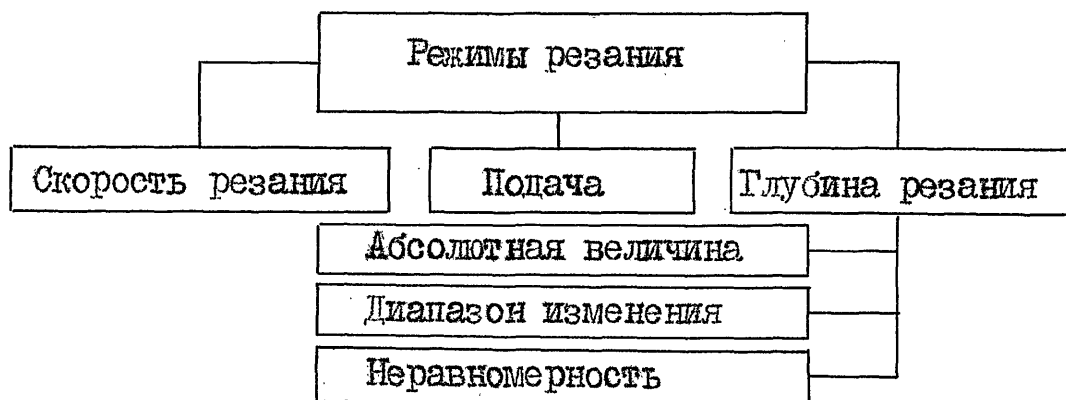 Режимы резания
Скорость резания
Подача
Глубина резания
Абсолютная величина
Диапазон изменения
Неравномерность